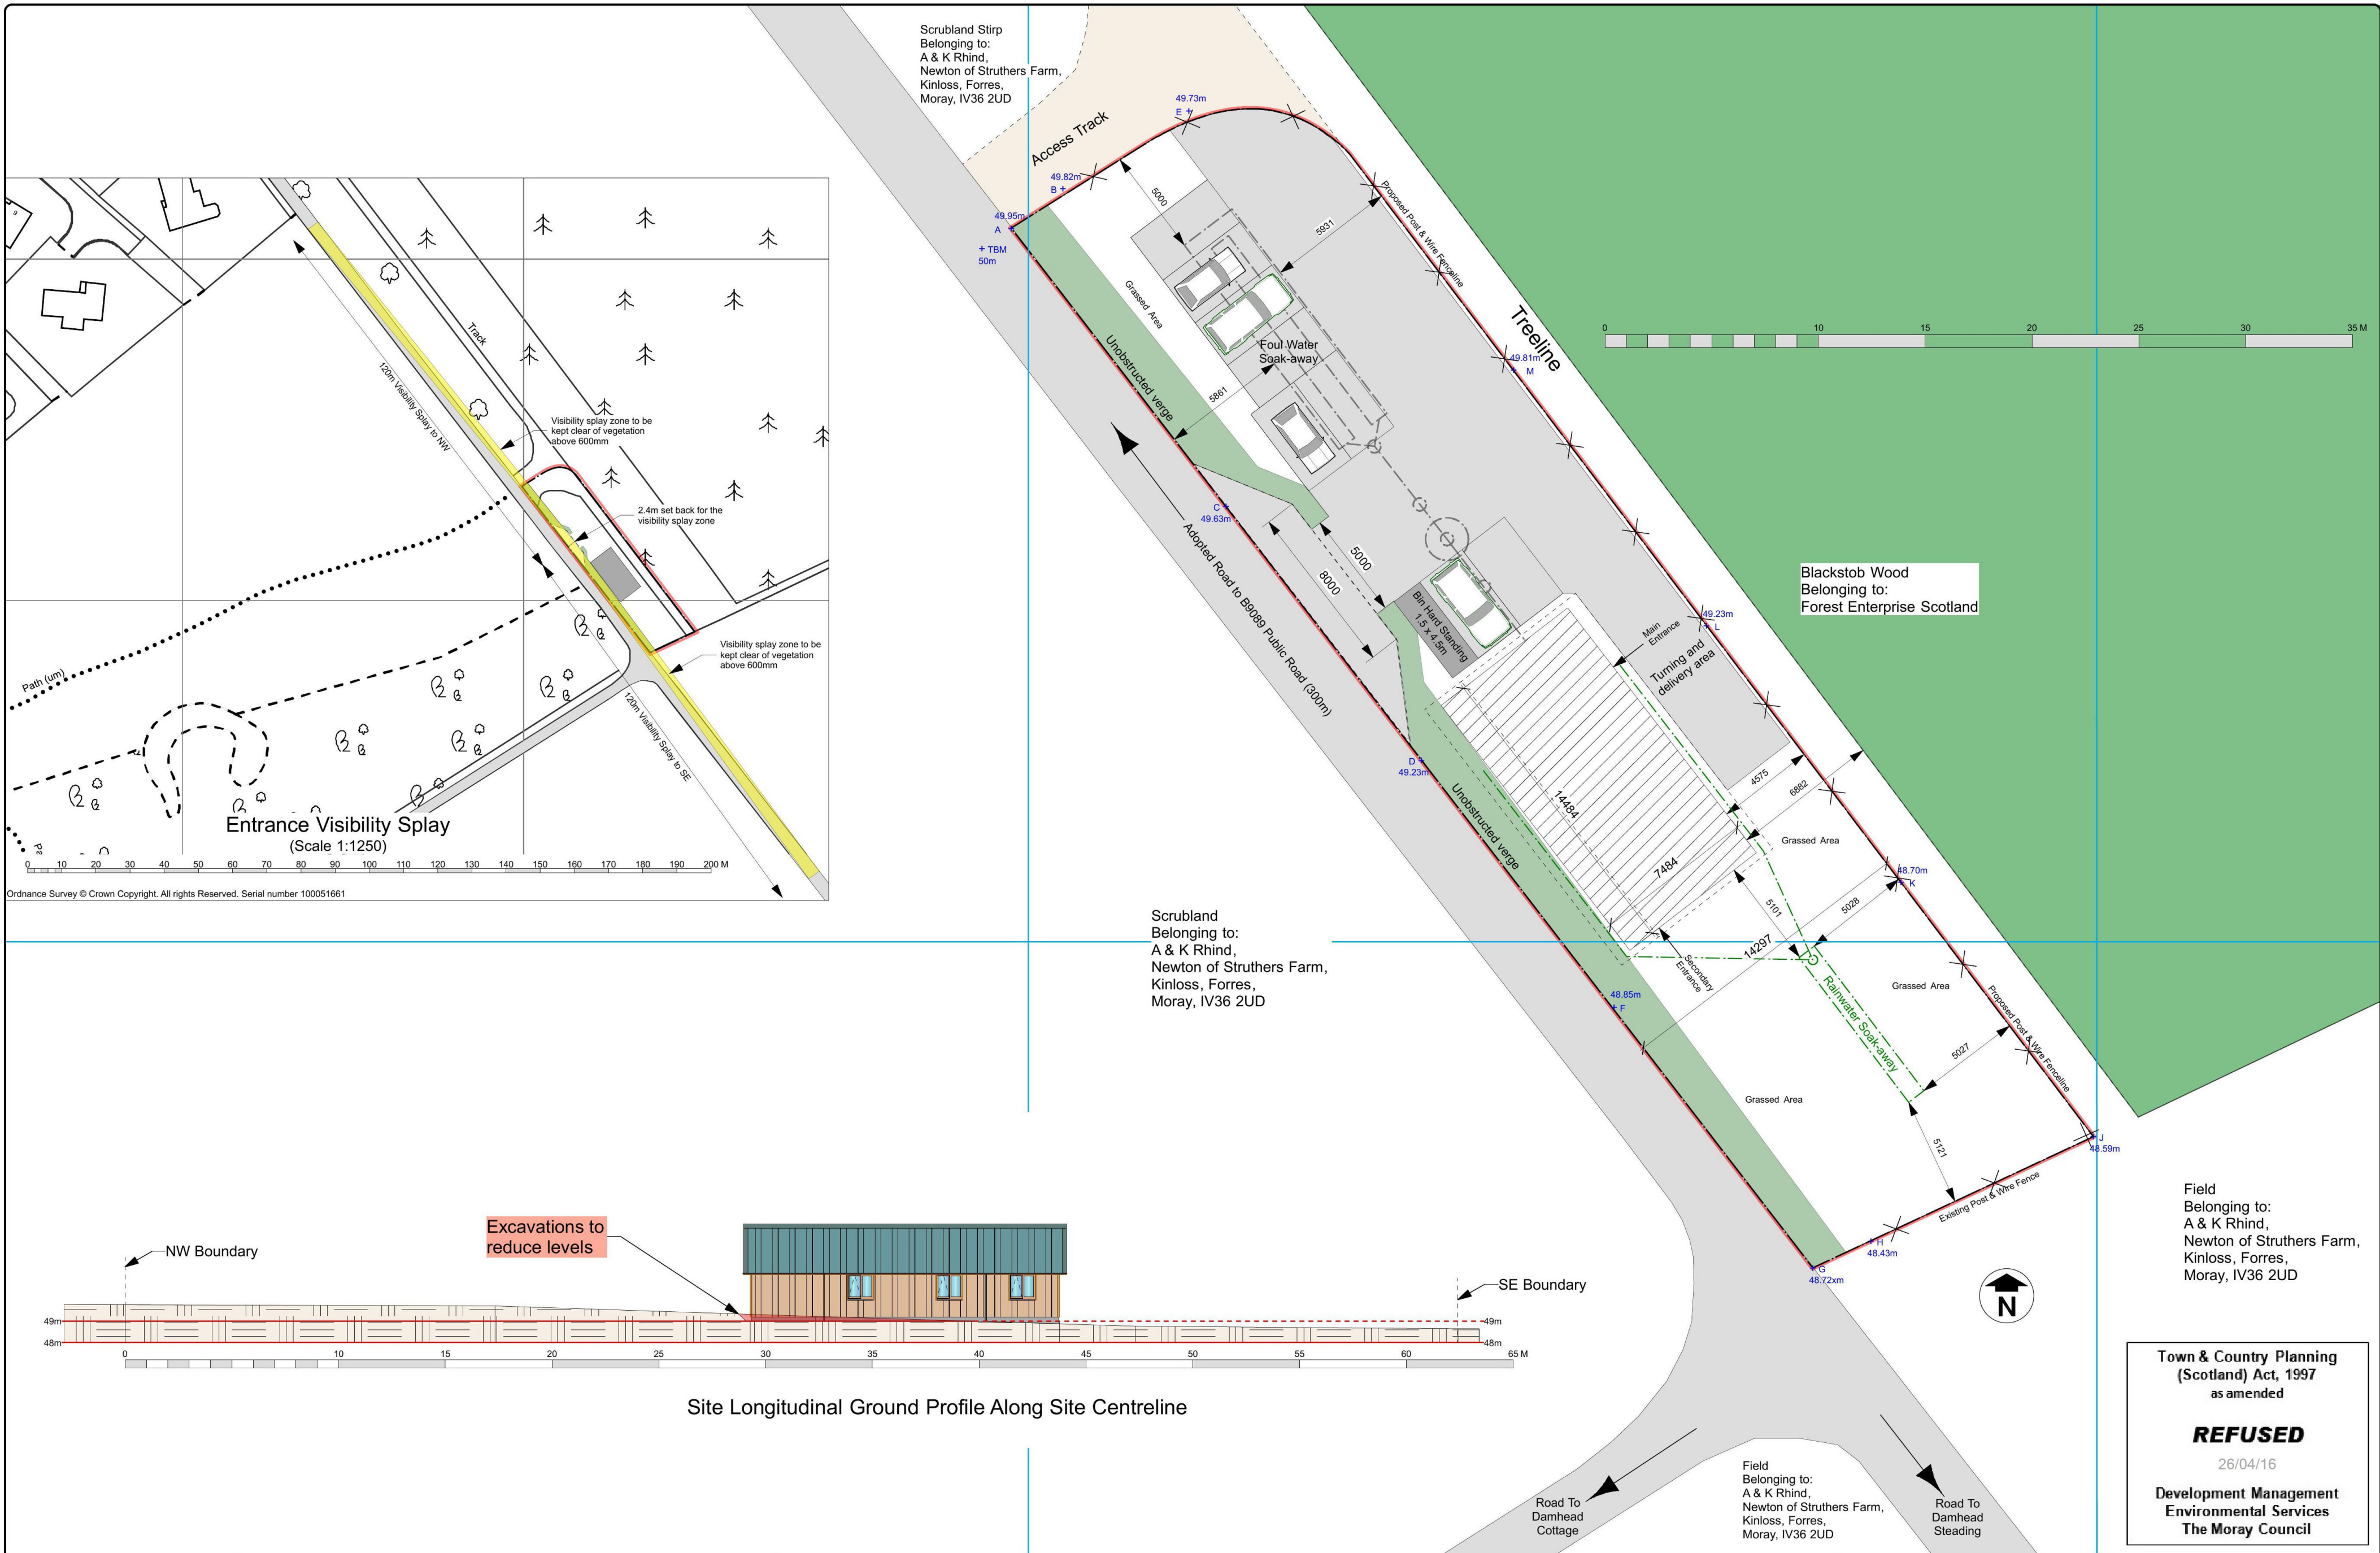 Scrubland Stirp
Belonging to:
A & K Rhind,
Newton of Struthers Farm,
Kinloss, Forres,
Moray, IV36 2UD
Access Track
49.73m
E
49.82m
B
49.95m
A
TBM
50m
5000
5931
Proposed Post & Wire Fenceline
Grassed Area
Unobstructed verge
Foul Water
Soak-away
5861
Treeline
49.81m
M
0
10
15
20
25
30
35 M
C
49.63m
Adopted Road to B9089 Public Road (300m)
8000
5000
Bin Hard Standing
1.5 x 4.5m
Main
Entrance
Turning and
delivery area
49.23m
L
Blackstob Wood
Belonging to:
Forest Enterprise Scotland
D
49.23m
Unobstructed verge
14484
7484
4575
6882
Grassed Area
48.70m
K
5101
5028
14297
Secondary
Entrance
Rainwater Soak-away
Grassed Area
Proposed Post & Wire Fenceline
48.85m
F
5027
Grassed Area
5121
J
48.59m
Existing Post & Wire Fence
H
48.43m
G
48.72xm
N
Scrubland
Belonging to:
A & K Rhind,
Newton of Struthers Farm,
Kinloss, Forres,
Moray, IV36 2UD
Field
Belonging to:
A & K Rhind,
Newton of Struthers Farm,
Kinloss, Forres,
Moray, IV36 2UD
Field
Belonging to:
A & K Rhind,
Newton of Struthers Farm,
Kinloss, Forres,
Moray, IV36 2UD
Road To
Damhead
Cottage
Road To
Damhead
Steading
9
Track
120m Visibility Splay to NW
Visibility splay zone to be
kept clear of vegetation
above 600mm
2.4m set back for the
visibility splay zone
Visibility splay zone to be
kept clear of vegetation
above 600mm
Path (um)
120m Visibility Splay to SE
Entrance Visibility Splay
(Scale 1:1250)
0 10 20 30 40 50 60 70 80 90 100 110 120 130 140 150 160 170 180 190 200 M
Ordnance Survey © Crown Copyright. All rights Reserved. Serial number 100051661
Excavations to
reduce levels
NW Boundary
SE Boundary
49m
48m
49m
48m
0 10 15 20 25 30 35 40 45 50 55 60 65 M
Site Longitudinal Ground Profile Along Site Centreline
Town & Country Planning
(Scotland) Act, 1997
as amended
REFUSED
26/04/16
Development Management
Environmental Services
The Moray Council